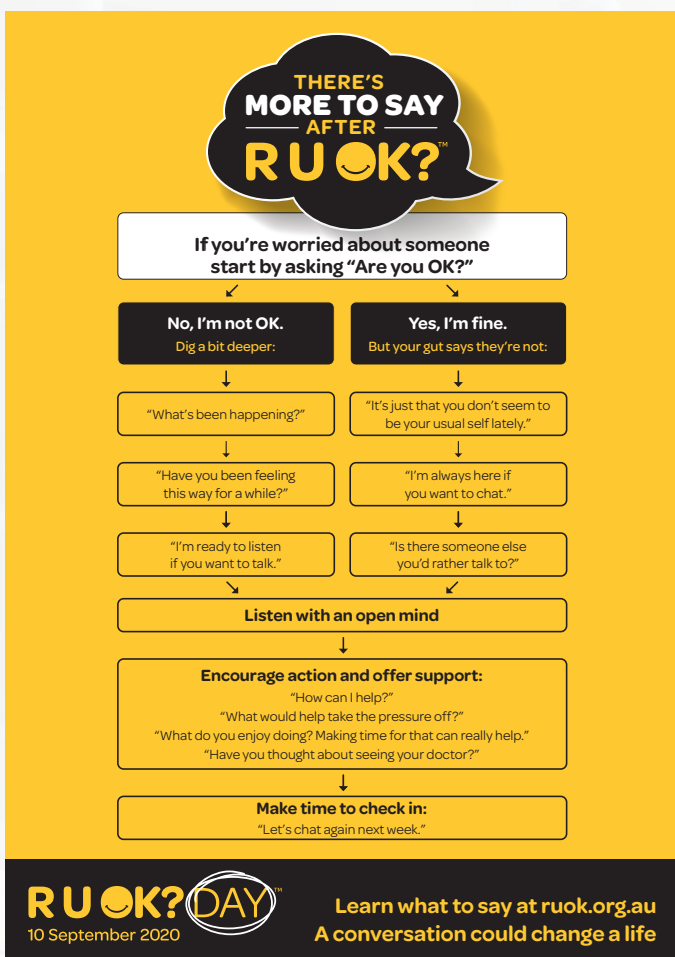 THERE'S
MORE TO SAY
AFTER
R U OK?™
If you're worried about someone
start by asking “Are you OK?”
No, I'm not OK.
Dig a bit deeper:
“What's been happening?”
“Have you been feeling
this way for a while?”
“I'm ready to listen
if you want to talk.”
Yes, I'm fine.
But your gut says they're not:
“It's just that you don't seem to
be your usual self lately.”
“I'm always here if
you want to chat.”
“Is there someone else
you'd rather talk to?”
Listen with an open mind
Encourage action and offer support:
“How can I help?”
“What would help take the pressure off?”
“What do you enjoy doing? Making time for that can really help.”
“Have you thought about seeing your doctor?”
Make time to check in:
“Let's chat again next week.”
R U OK? DAY™
10 September 2020
Learn what to say at ruok.org.au
A conversation could change a life